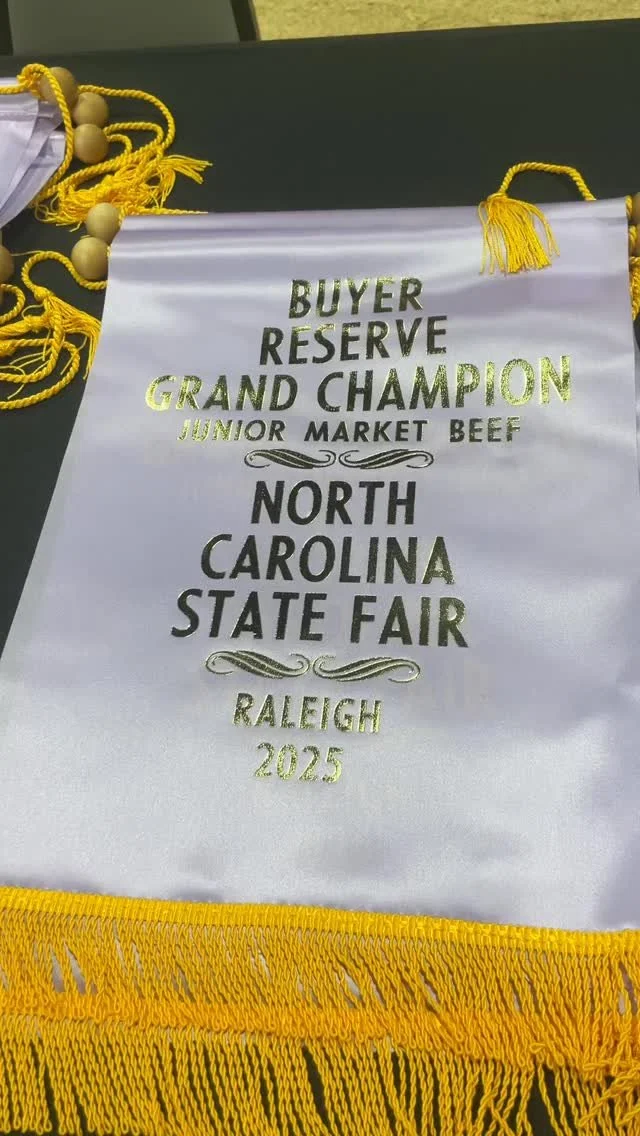 BUYER
RESERVE
GRAND CHAMPION
JUNIOR MARKET BEEF
NORTH
CAROLINA
STATE FAIR
RALEIGH
2025